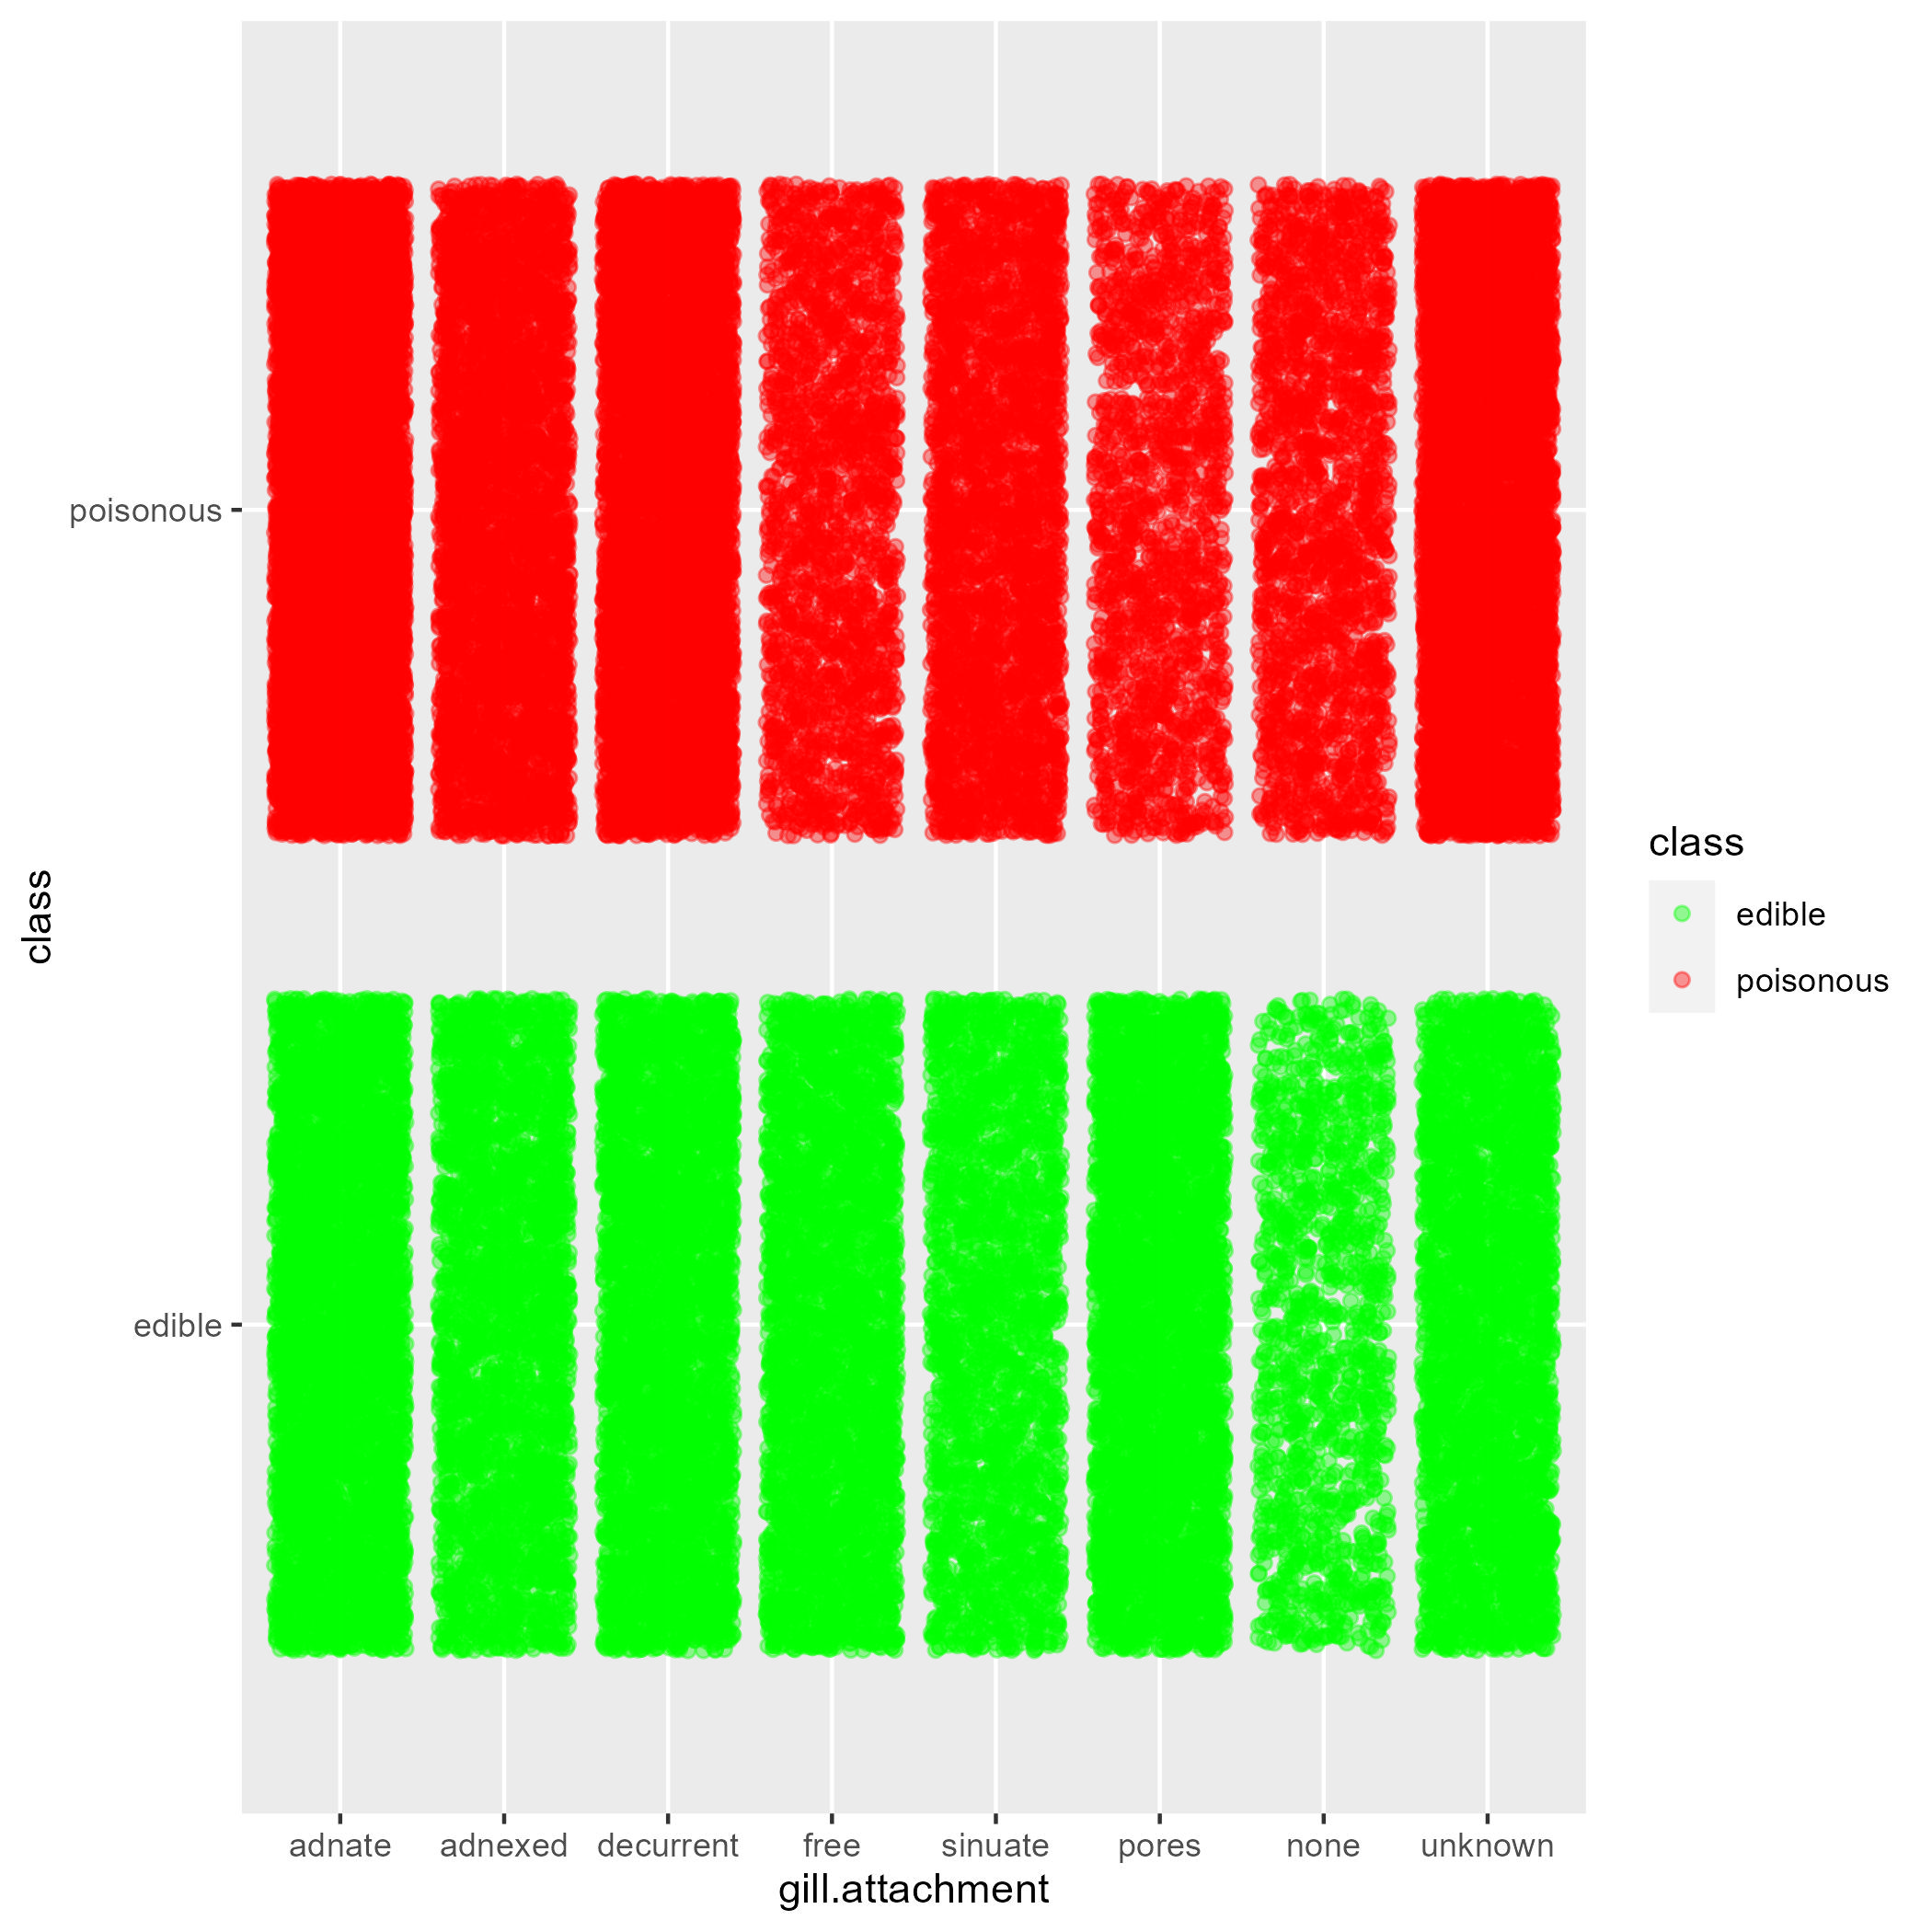 class
poisonous
edible
adnate adnexed decurrent free sinuate pores none unknown
gill.attachment
class
edible
poisonous